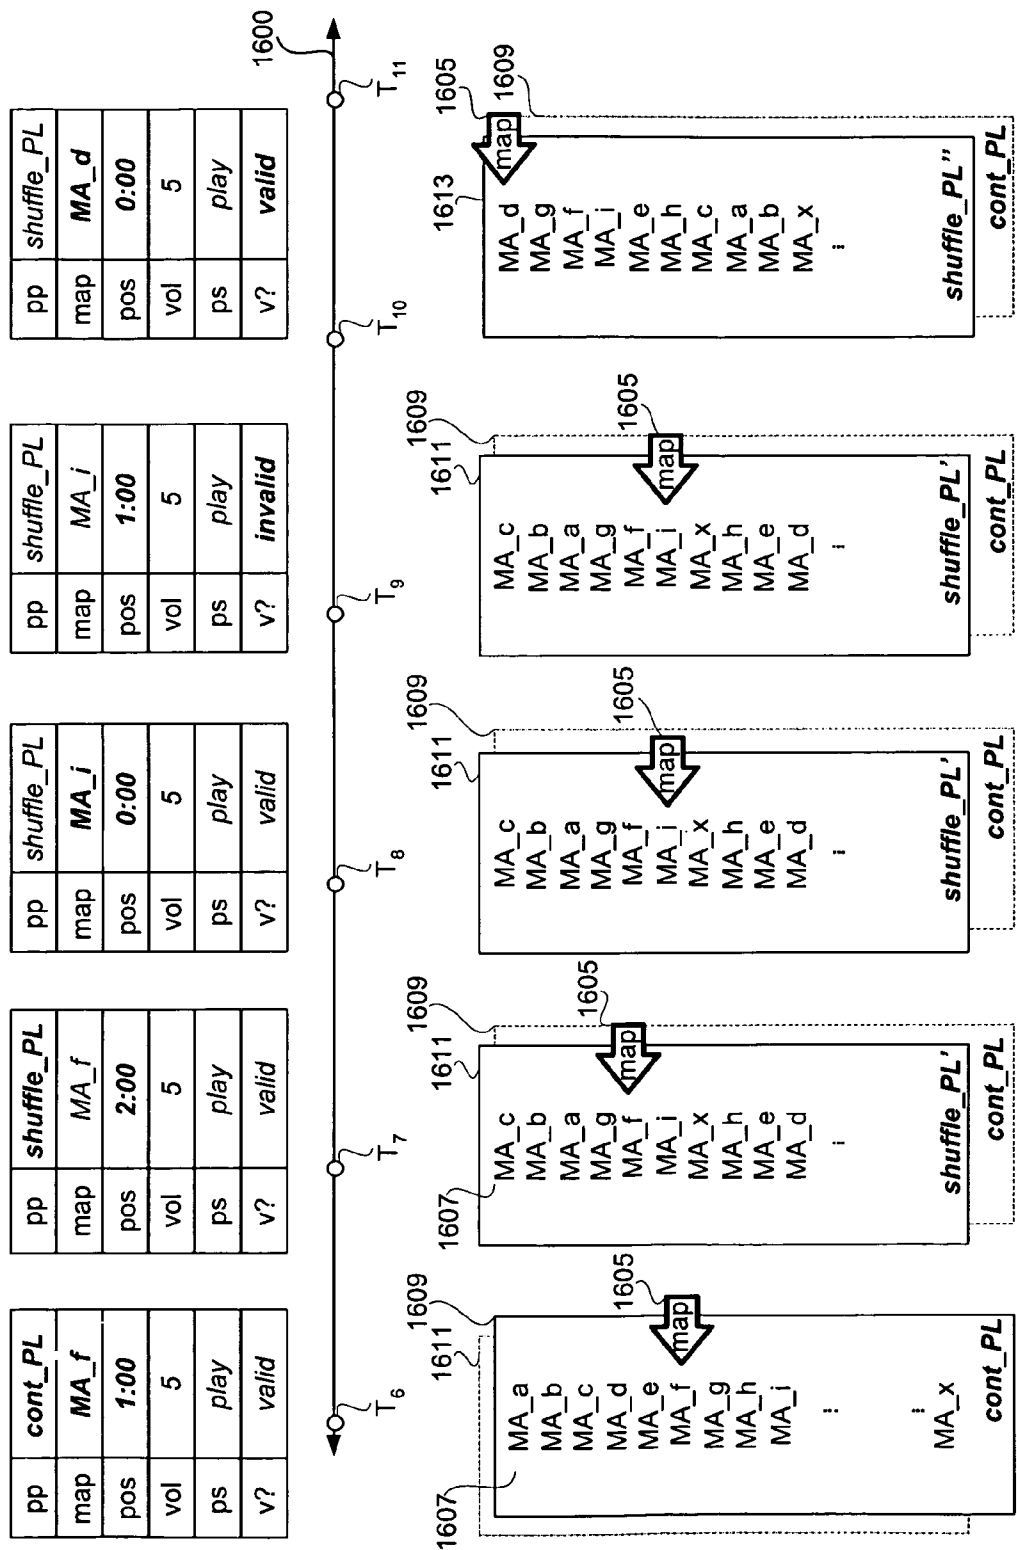 pp cont_PL
map MA_f
pos 1:00
vol 5
ps play
v? valid
pp shuffle_PL
map MA_f
pos 2:00
vol 5
ps play
v? valid
pp shuffle_PL
map MA_i
pos 0:00
vol 5
ps play
v? valid
pp shuffle_PL
map MA_i
pos 1:00
vol 5
ps play
v? invalid
pp shuffle_PL
map MA_d
pos 0:00
vol 5
ps play
v? valid
1600
T6
T7
T8
T9
T10
T11
1607
1611
1609
1605
map
MA_a
MA_b
MA_c
MA_d
MA_e
MA_f
MA_g
MA_h
MA_i
⋮
⋮
MA_x
cont_PL
1607
1611
1609
1605
map
MA_c
MA_b
MA_a
MA_g
MA_f
MA_i
MA_x
MA_h
MA_e
MA_d
⋮
shuffle_PL'
cont_PL
1611
1609
1605
map
MA_c
MA_b
MA_a
MA_g
MA_f
MA_i
MA_x
MA_h
MA_e
MA_d
⋮
shuffle_PL'
cont_PL
1611
1609
1605
map
MA_c
MA_b
MA_a
MA_g
MA_f
MA_i
MA_x
MA_h
MA_e
MA_d
⋮
shuffle_PL'
cont_PL
1613
1605
1609
map
MA_d
MA_g
MA_f
MA_i
MA_e
MA_h
MA_c
MA_a
MA_b
MA_x
⋮
shuffle_PL''
cont_PL